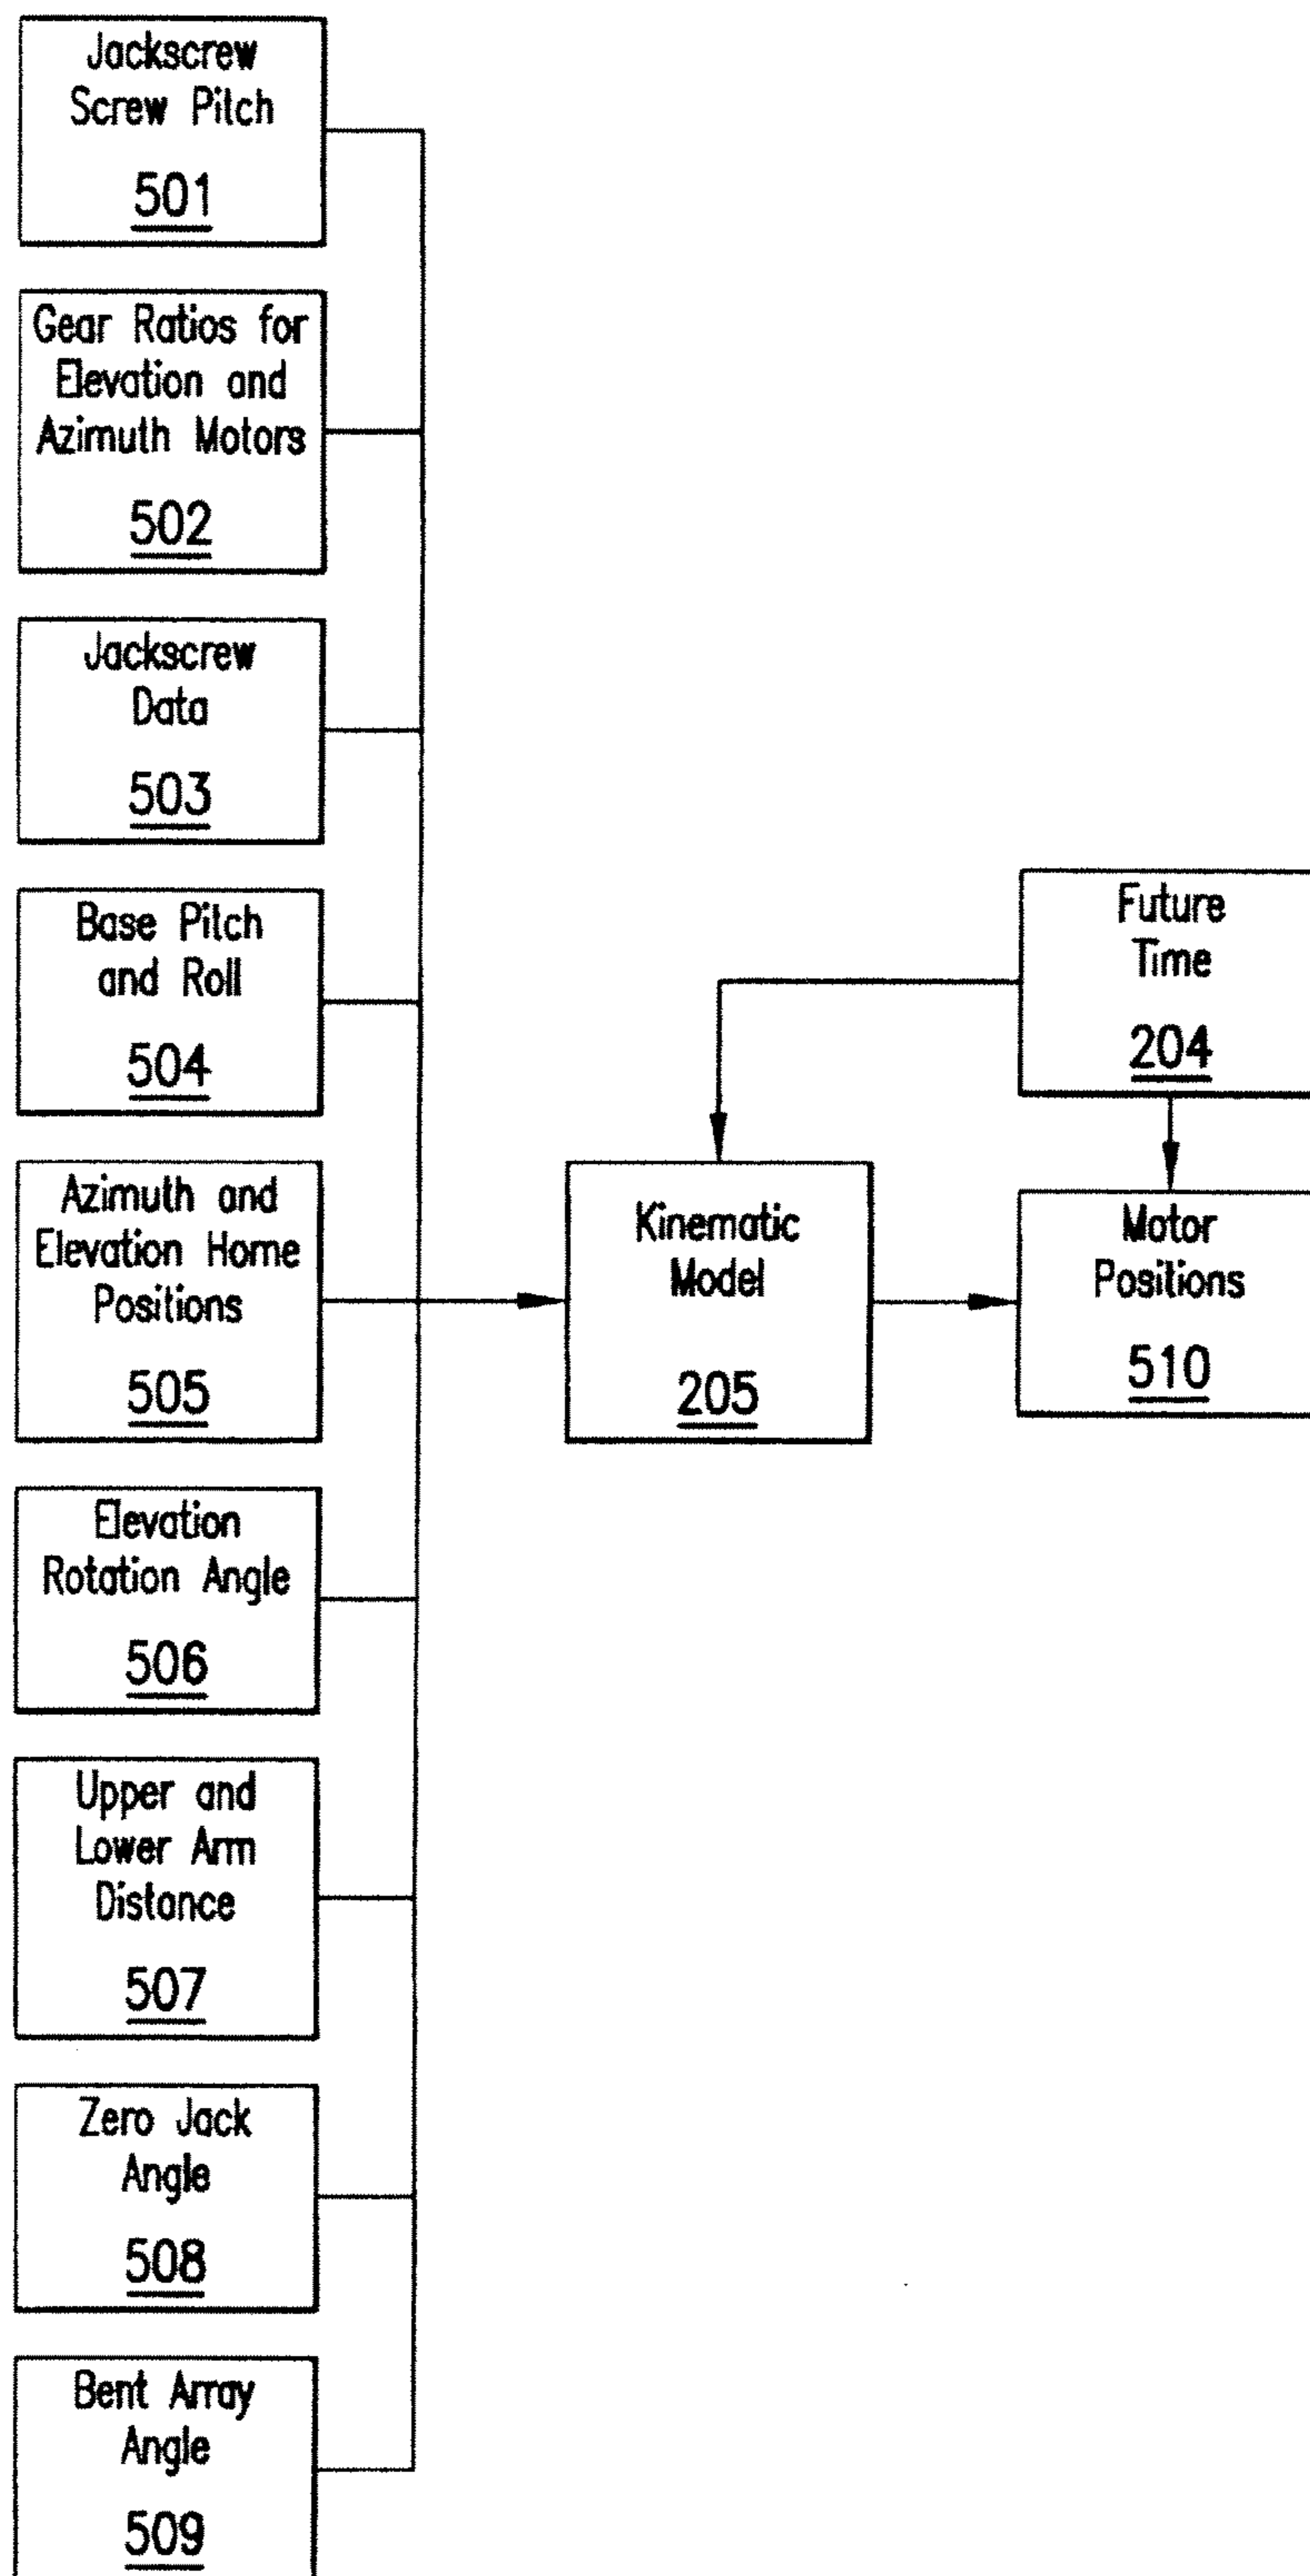 Jackscrew
Screw Pitch
501
Gear Ratios for
Elevation and
Azimuth Motors
502
Jackscrew
Data
503
Base Pitch
and Roll
504
Azimuth and
Elevation Home
Positions
505
Elevation
Rotation Angle
506
Upper and
Lower Arm
Distance
507
Zero Jack
Angle
508
Bent Array
Angle
509
Kinematic
Model
205
Future
Time
204
Motor
Positions
510